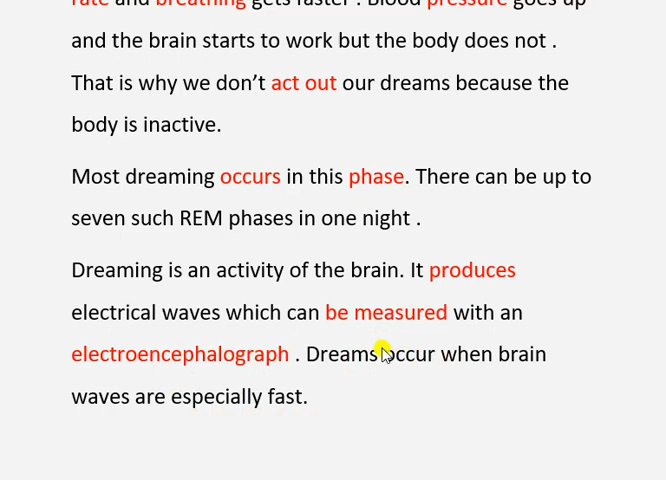 rate and breathing gets faster . Blood pressure goes up
and the brain starts to work but the body does not .
That is why we don’t act out our dreams because the
body is inactive.
Most dreaming occurs in this phase. There can be up to
seven such REM phases in one night .
Dreaming is an activity of the brain. It produces
electrical waves which can be measured with an
electroencephalograph . Dreams occur when brain
waves are especially fast.